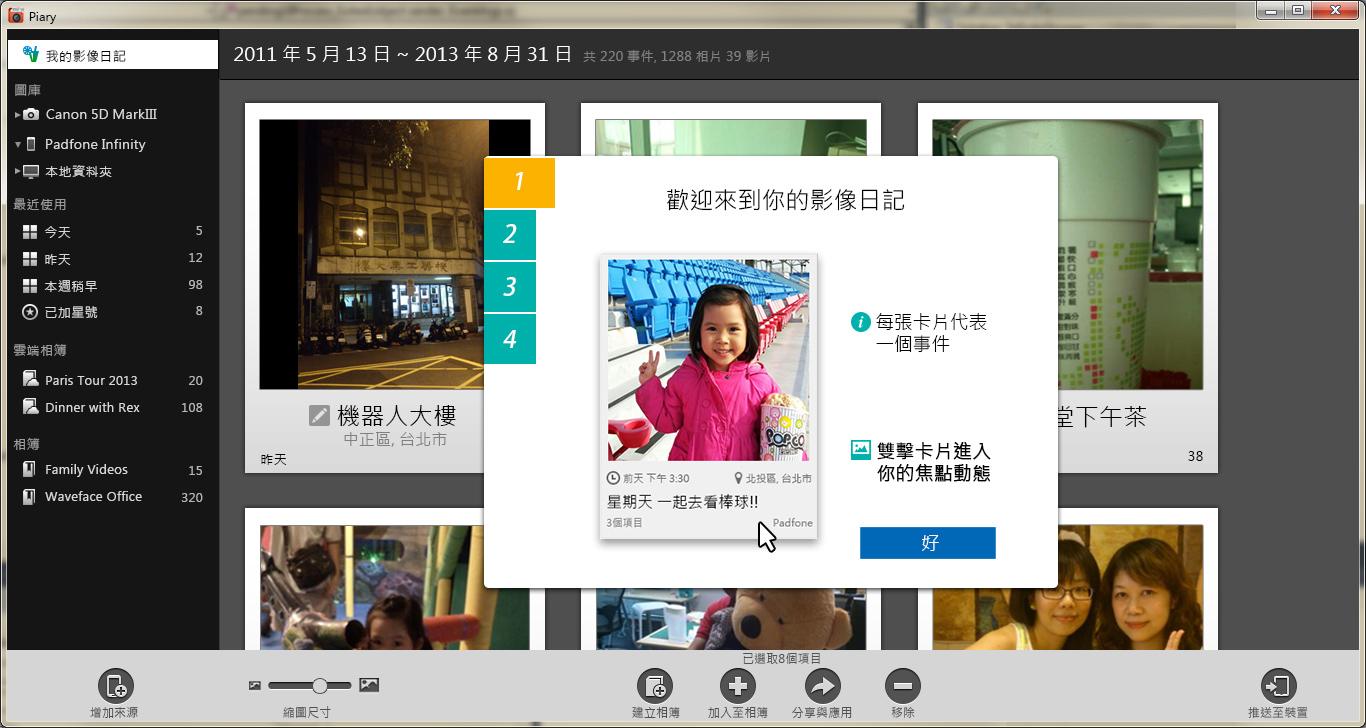 Piary
我的影像日記
2011 年 5 月 13 日 ~ 2013 年 8 月 31 日 共 220 事件, 1288 相片 39 影片
圖庫
Canon 5D MarkIII
Padfone Infinity
本地資料夾
最近使用
今天 5
昨天 12
本週稍早 98
已加星號 8
雲端相簿
Paris Tour 2013 20
Dinner with Rex 108
相簿
Family Videos 15
Waveface Office 320
機器人大樓
中正區, 台北市
昨天
堂下午茶
38
1
2
3
4
歡迎來到你的影像日記
POPCO
前天 下午 3:30 北投區, 台北市
星期天 一起去看棒球!!
3個項目 Padfone
每張卡片代表
一個事件
雙擊卡片進入
你的焦點動態
好
已選取8個項目
增加來源
縮圖尺寸
建立相簿
加入至相簿
分享與應用
移除
推送至裝置